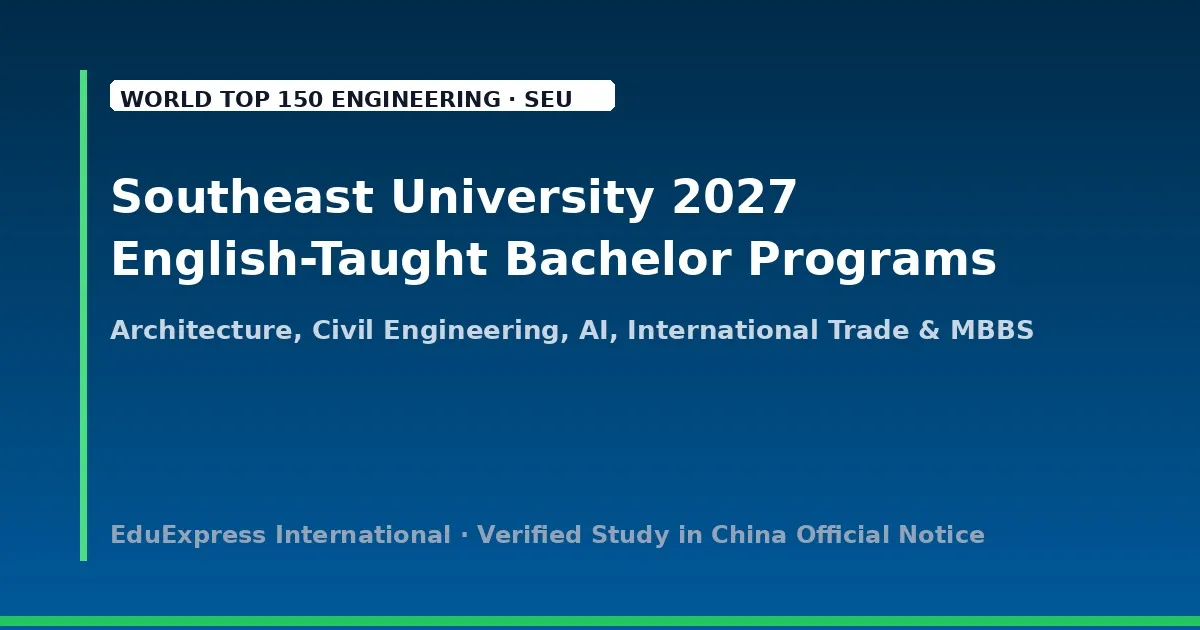 WORLD TOP 150 ENGINEERING · SEU
Southeast University 2027
English-Taught Bachelor Programs
Architecture, Civil Engineering, AI, International Trade & MBBS
EduExpress International · Verified Study in China Official Notice